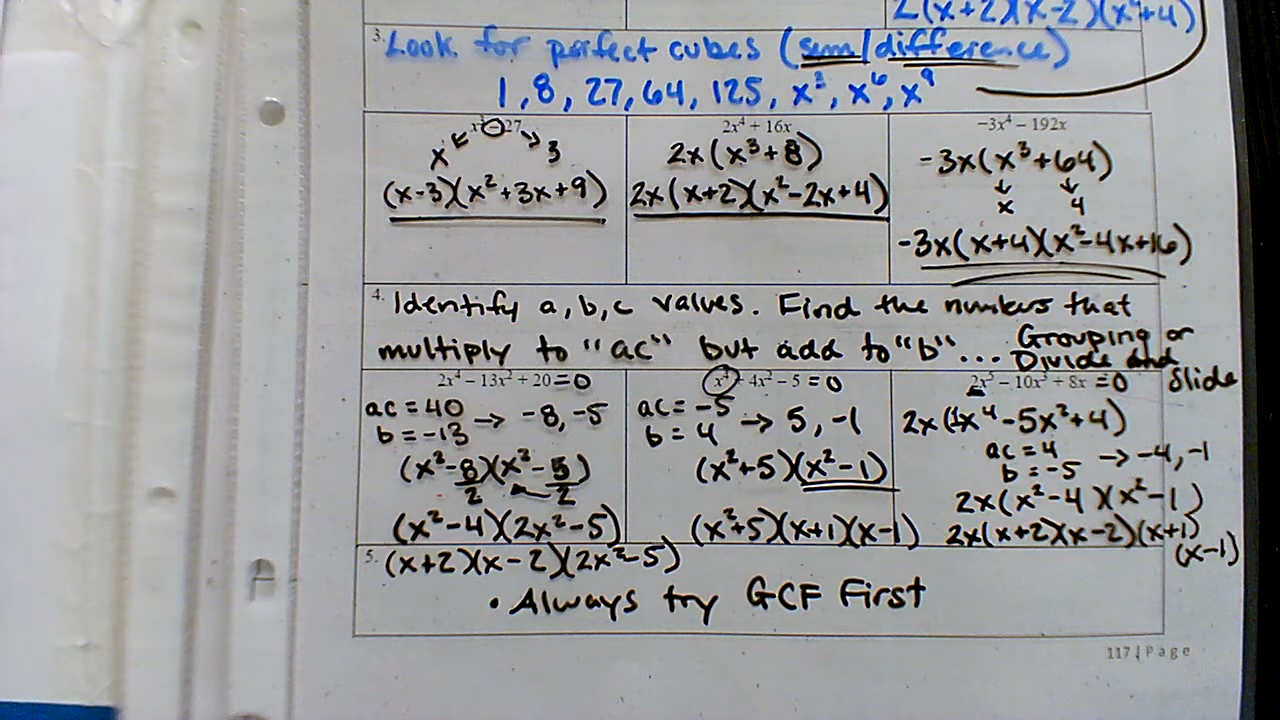 2(x+2)(x-2)(x²+4)
3. Look for perfect cubes (sum/difference)
1, 8, 27, 64, 125, x³, x⁶, x⁹
x³ - 27
x 3
(x-3)(x²+3x+9)
2x⁴ + 16x
2x(x³+8)
2x(x+2)(x²-2x+4)
-3x⁴ - 192x
-3x(x³+64)
x 4
-3x(x+4)(x²-4x+16)
4. Identify a, b, c values. Find the numbers that
multiply to "ac" but add to "b"... Grouping or
Divide and
Slide
2x⁴ - 13x² + 20 = 0
ac = 40 → -8, -5
b = -13
(x²-8/2)(x²-5/2)
(x²-4)(2x²-5)
(x+2)(x-2)(2x²-5)
x⁴ + 4x² - 5 = 0
ac = -5 → 5, -1
b = 4
(x²+5)(x²-1)
(x²+5)(x+1)(x-1)
2x⁵ - 10x³ + 8x = 0
2x(1x⁴-5x²+4)
ac = 4 → -4, -1
b = -5
2x(x²-4)(x²-1)
2x(x+2)(x-2)(x+1)
(x-1)
5.
• Always try GCF First
117 | Page